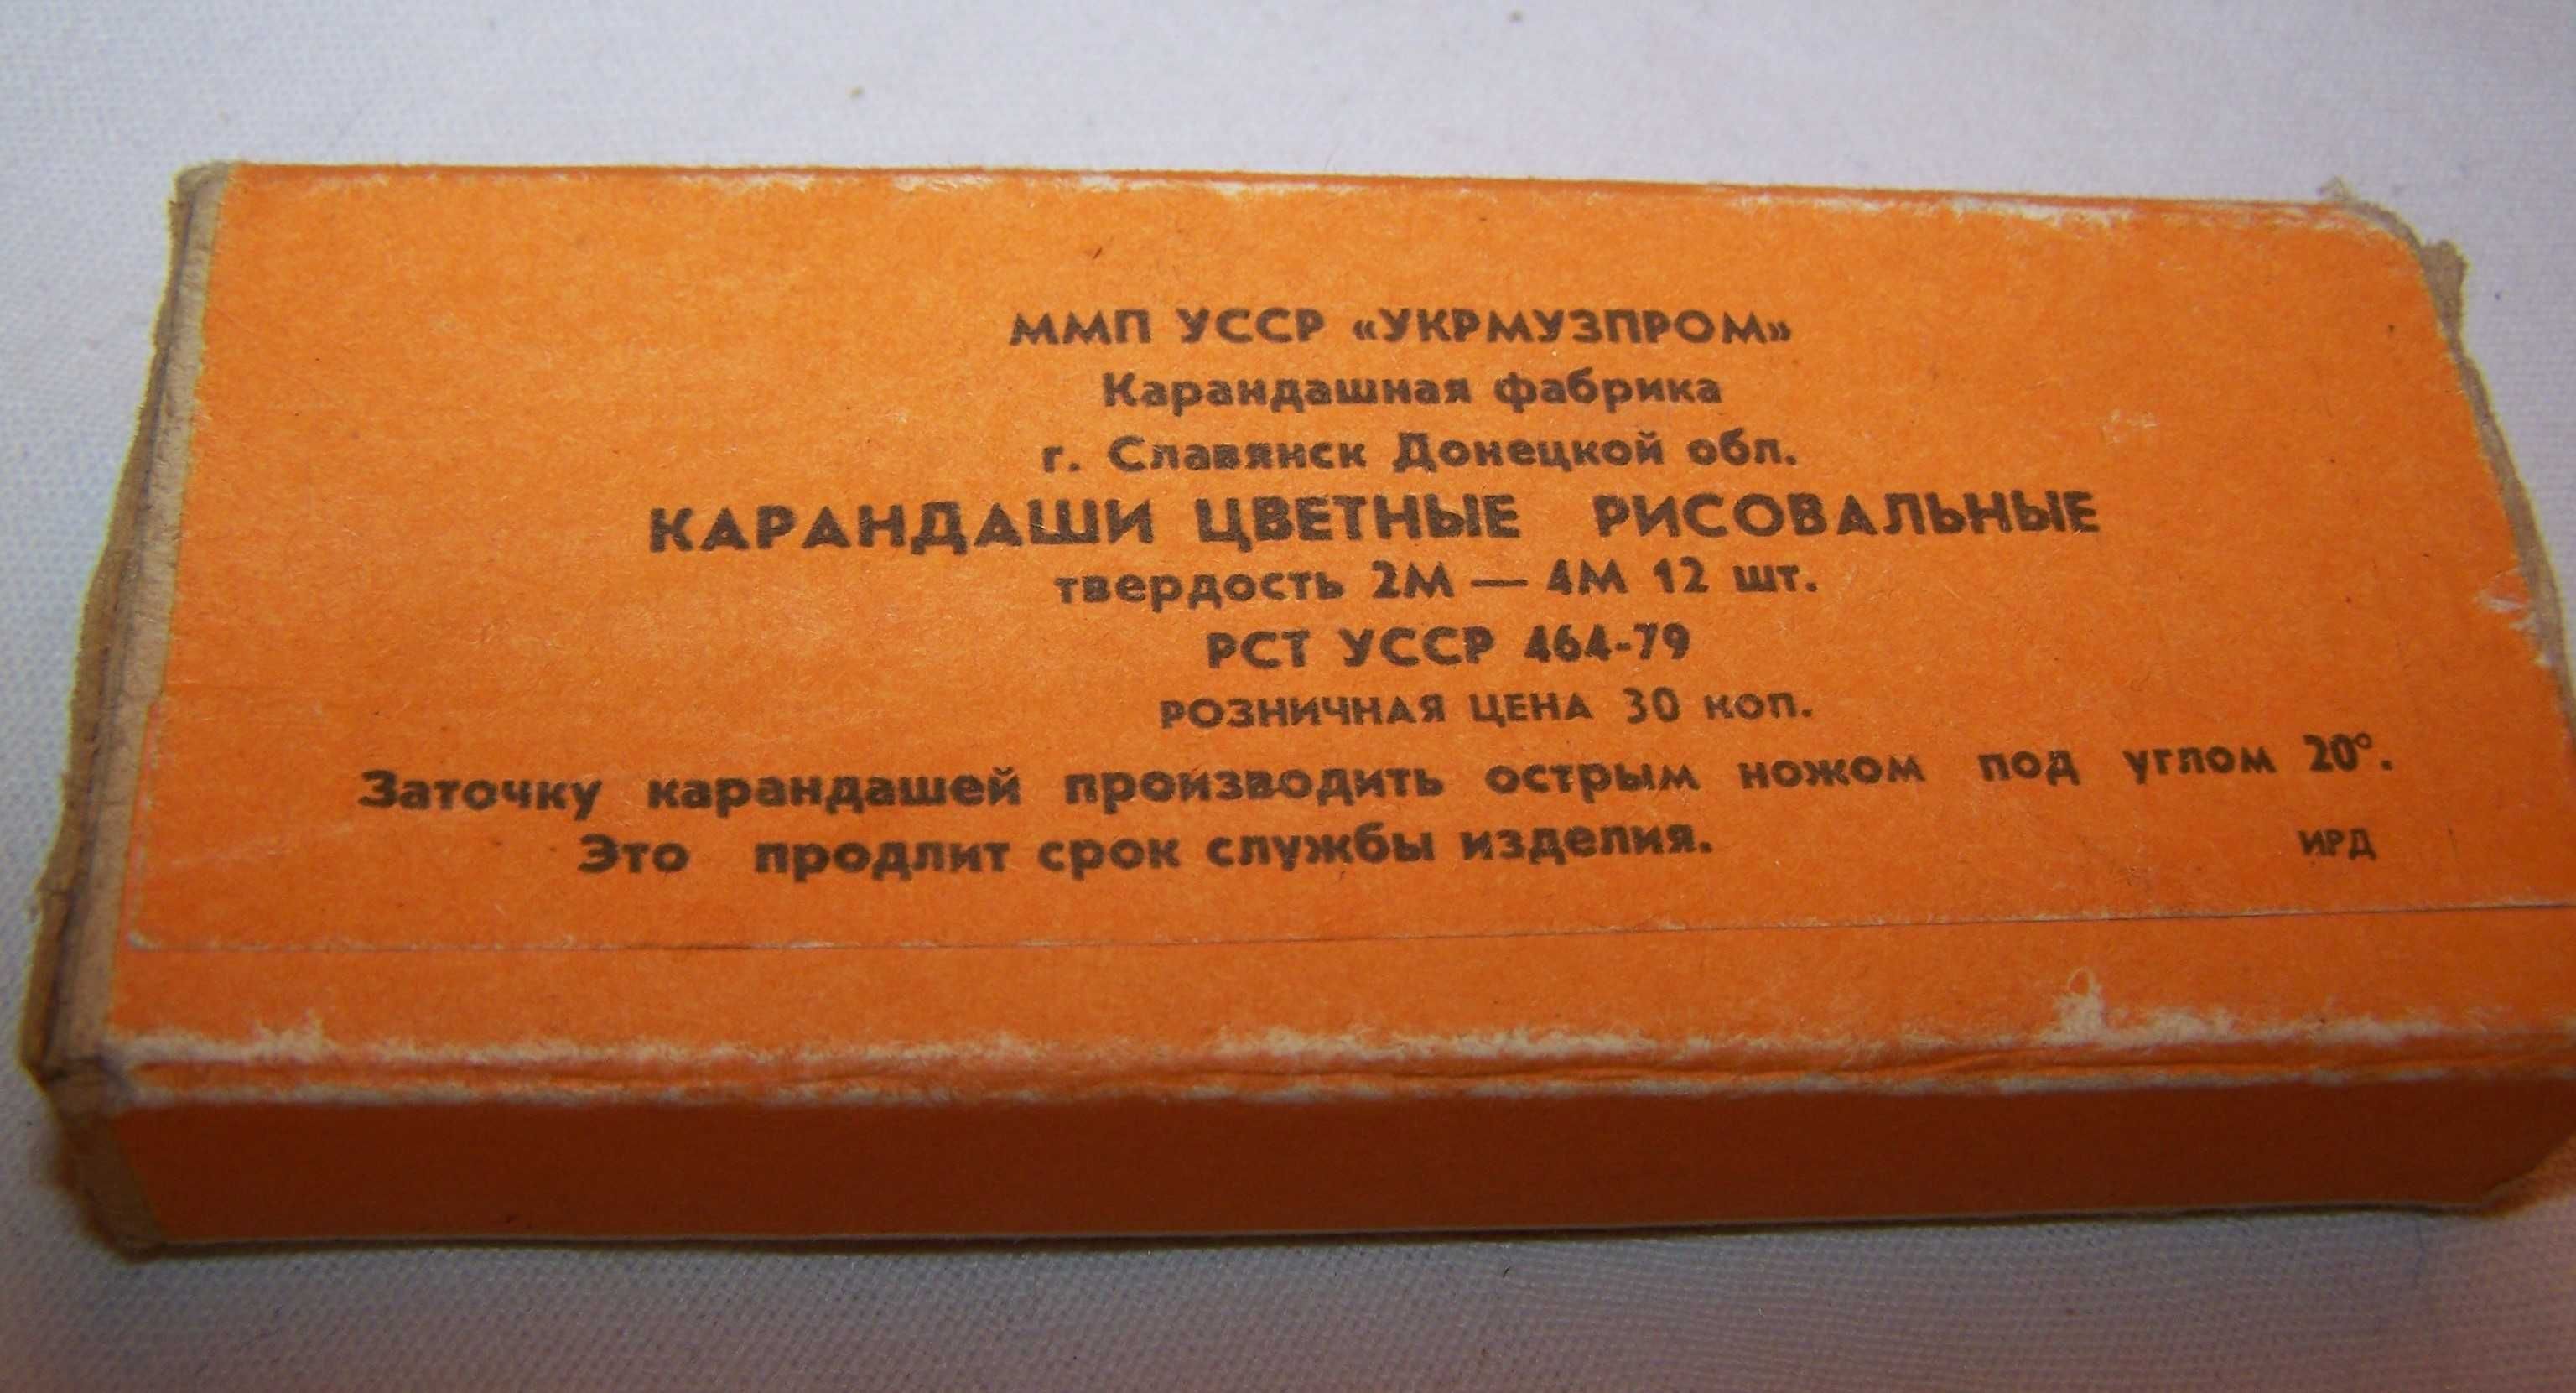 ММП УССР «УКРМУЗПРОМ»
Карандашная фабрика
г. Славянск Донецкой обл.
КАРАНДАШИ ЦВЕТНЫЕ РИСОВАЛЬНЫЕ
твердость 2М — 4М 12 шт.
РСТ УССР 464-79
РОЗНИЧНАЯ ЦЕНА 30 коп.
Заточку карандашей производить острым ножом под углом 20°.
Это продлит срок службы изделия.
ИРД